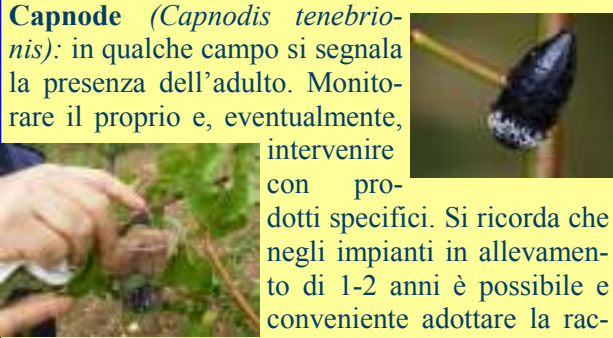 Capnode (Capnodis tenebrio-
nis): in qualche campo si segnala
la presenza dell’adulto. Monito-
rare il proprio e, eventualmente,
intervenire
con pro-
dotti specifici. Si ricorda che
negli impianti in allevamen-
to di 1-2 anni è possibile e
conveniente adottare la rac-